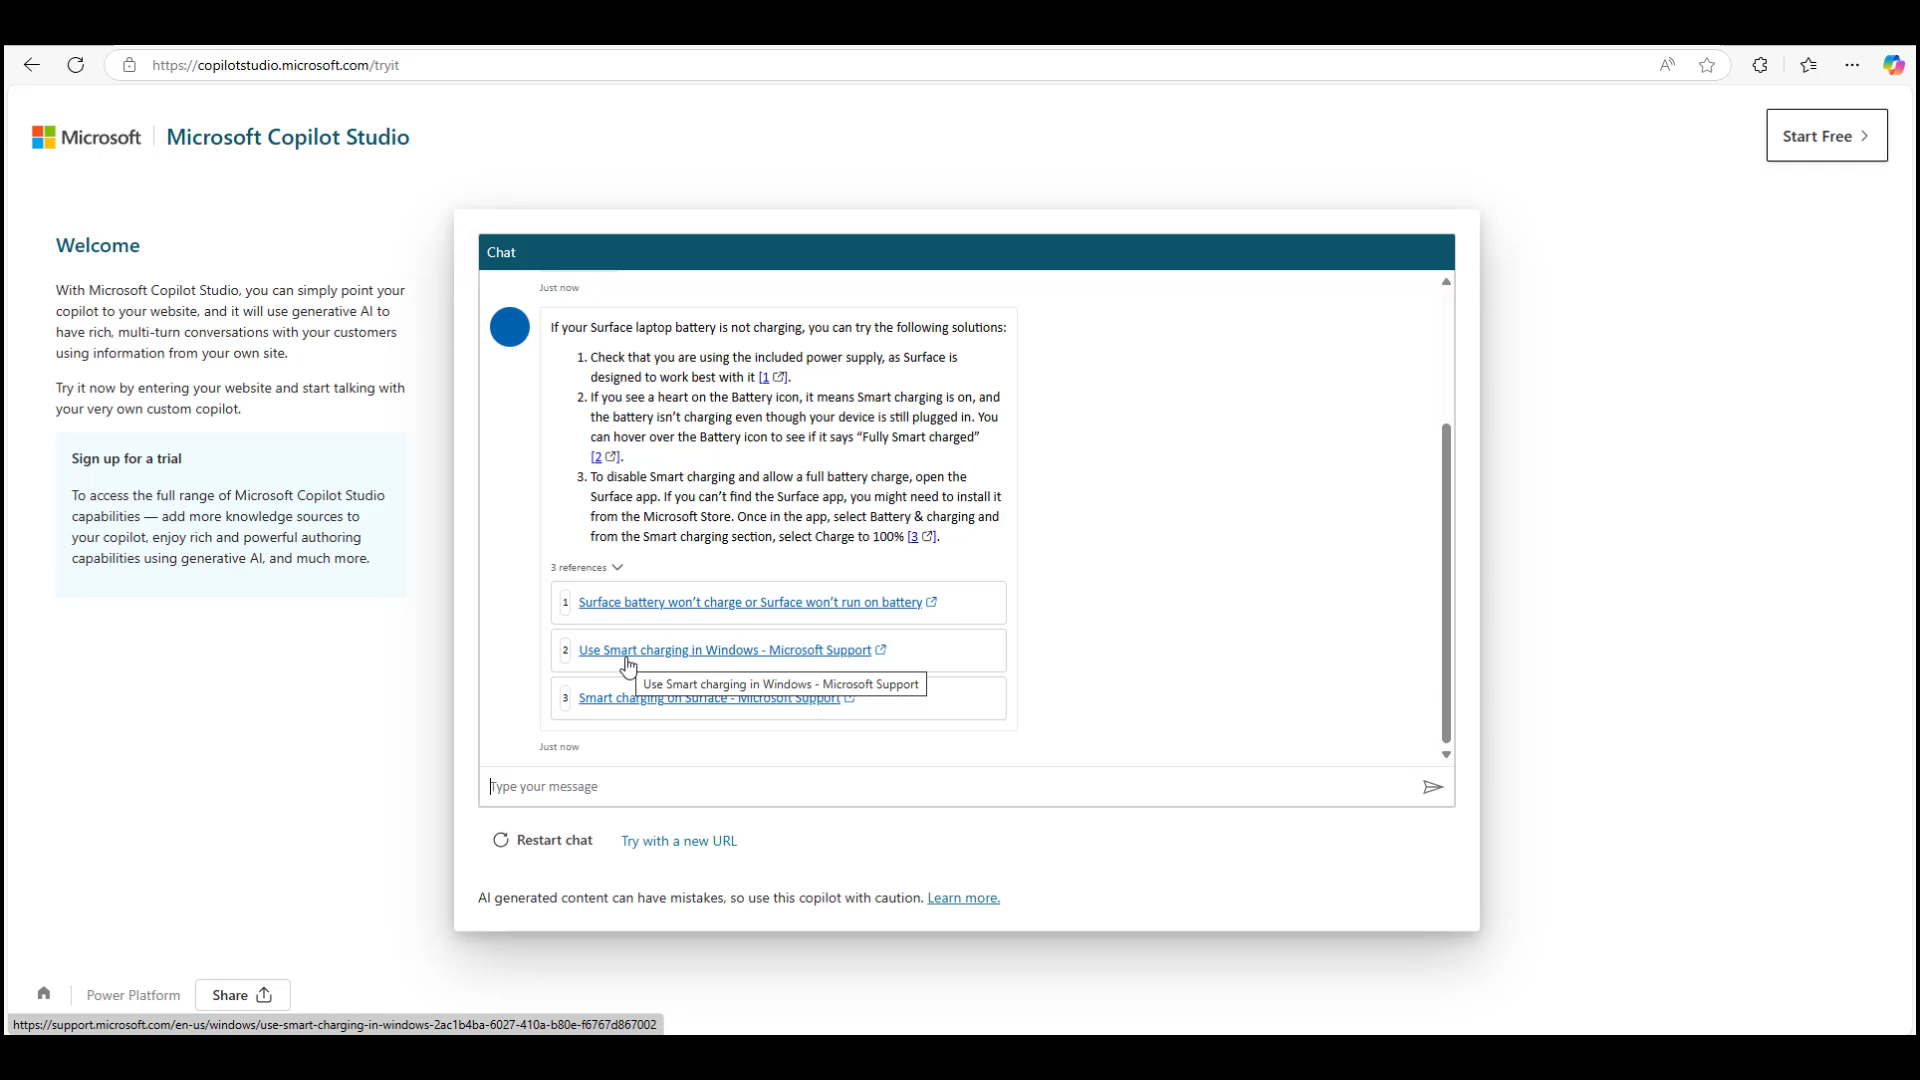 https://copilotstudio.microsoft.com/tryit
Microsoft
Microsoft Copilot Studio
Start Free
Welcome
With Microsoft Copilot Studio, you can simply point your
copilot to your website, and it will use generative AI to
have rich, multi-turn conversations with your customers
using information from your own site.
Try it now by entering your website and start talking with
your very own custom copilot.
Sign up for a trial
To access the full range of Microsoft Copilot Studio
capabilities — add more knowledge sources to
your copilot, enjoy rich and powerful authoring
capabilities using generative AI, and much more.
Chat
Just now
If your Surface laptop battery is not charging, you can try the following solutions:
1. Check that you are using the included power supply, as Surface is
designed to work best with it [1].
2. If you see a heart on the Battery icon, it means Smart charging is on, and
the battery isn’t charging even though your device is still plugged in. You
can hover over the Battery icon to see if it says “Fully Smart charged”
[2].
3. To disable Smart charging and allow a full battery charge, open the
Surface app. If you can’t find the Surface app, you might need to install it
from the Microsoft Store. Once in the app, select Battery & charging and
from the Smart charging section, select Charge to 100% [3].
3 references
1 Surface battery won’t charge or Surface won’t run on battery
2 Use Smart charging in Windows - Microsoft Support
Use Smart charging in Windows - Microsoft Support
3 Smart charging on Surface - Microsoft Support
Just now
Type your message
Restart chat
Try with a new URL
AI generated content can have mistakes, so use this copilot with caution. Learn more.
Power Platform
Share
https://support.microsoft.com/en-us/windows/use-smart-charging-in-windows-2ac1b4ba-6027-410a-b80e-f6767d867002